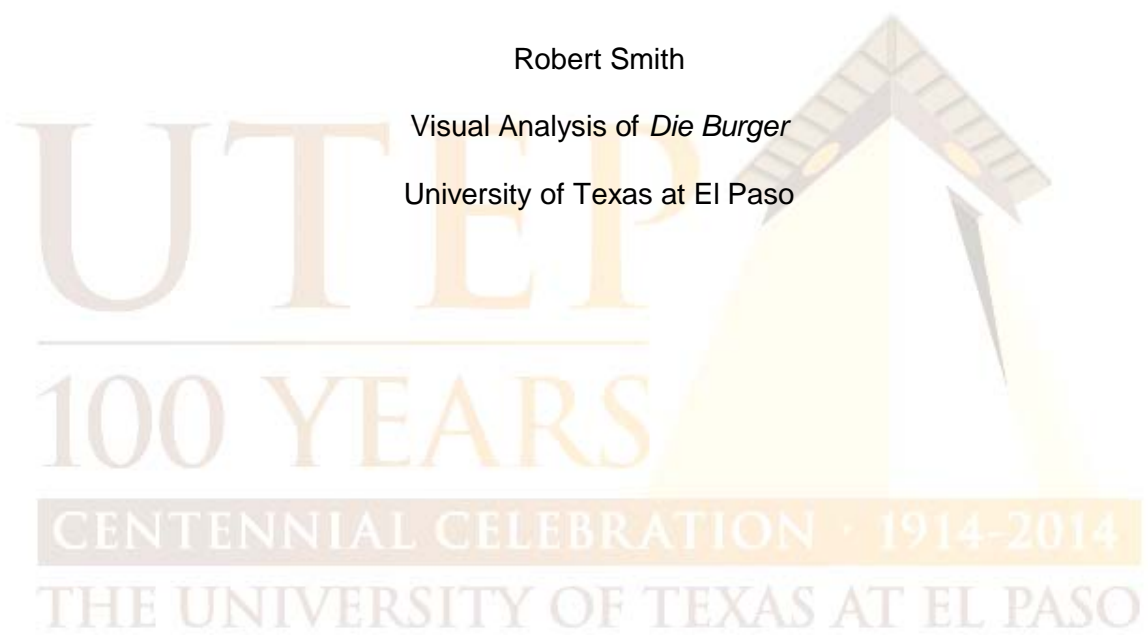 Robert Smith
Visual Analysis of Die Burger
University of Texas at El Paso
UTEP
100 YEARS
CENTENNIAL CELEBRATION · 1914-2014
THE UNIVERSITY OF TEXAS AT EL PASO